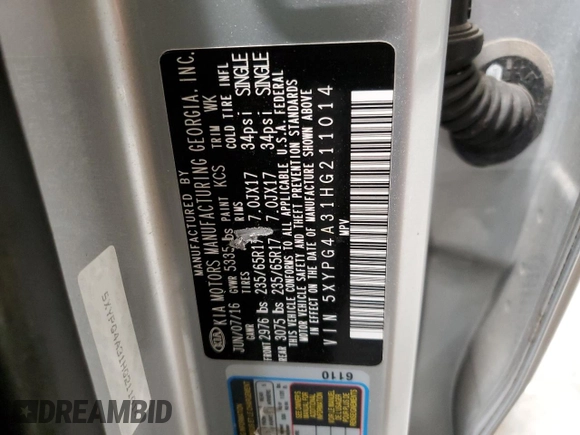 MANUFACTURED BY
KIA MOTORS MANUFACTURING GEORGIA, INC.
JUN/07/16 GVWR 5335 lbs PAINT KCS TRIM WK
GAWR TIRES RIMS COLD TIRE INFL
FRONT 2976 lbs 235/65R17 7.0JX17 34psi SINGLE
REAR 3075 lbs 235/65R17 7.0JX17 34psi SINGLE
THIS VEHICLE CONFORMS TO ALL APPLICABLE U.S.A. FEDERAL
MOTOR VEHICLE SAFETY AND THEFT PREVENTION STANDARDS
IN EFFECT ON THE DATE OF MANUFACTURE SHOWN ABOVE
VIN 5XYPG4A31HG211014
MPV
KIA
5XYPG4A31HG211
6110
DREAMBID